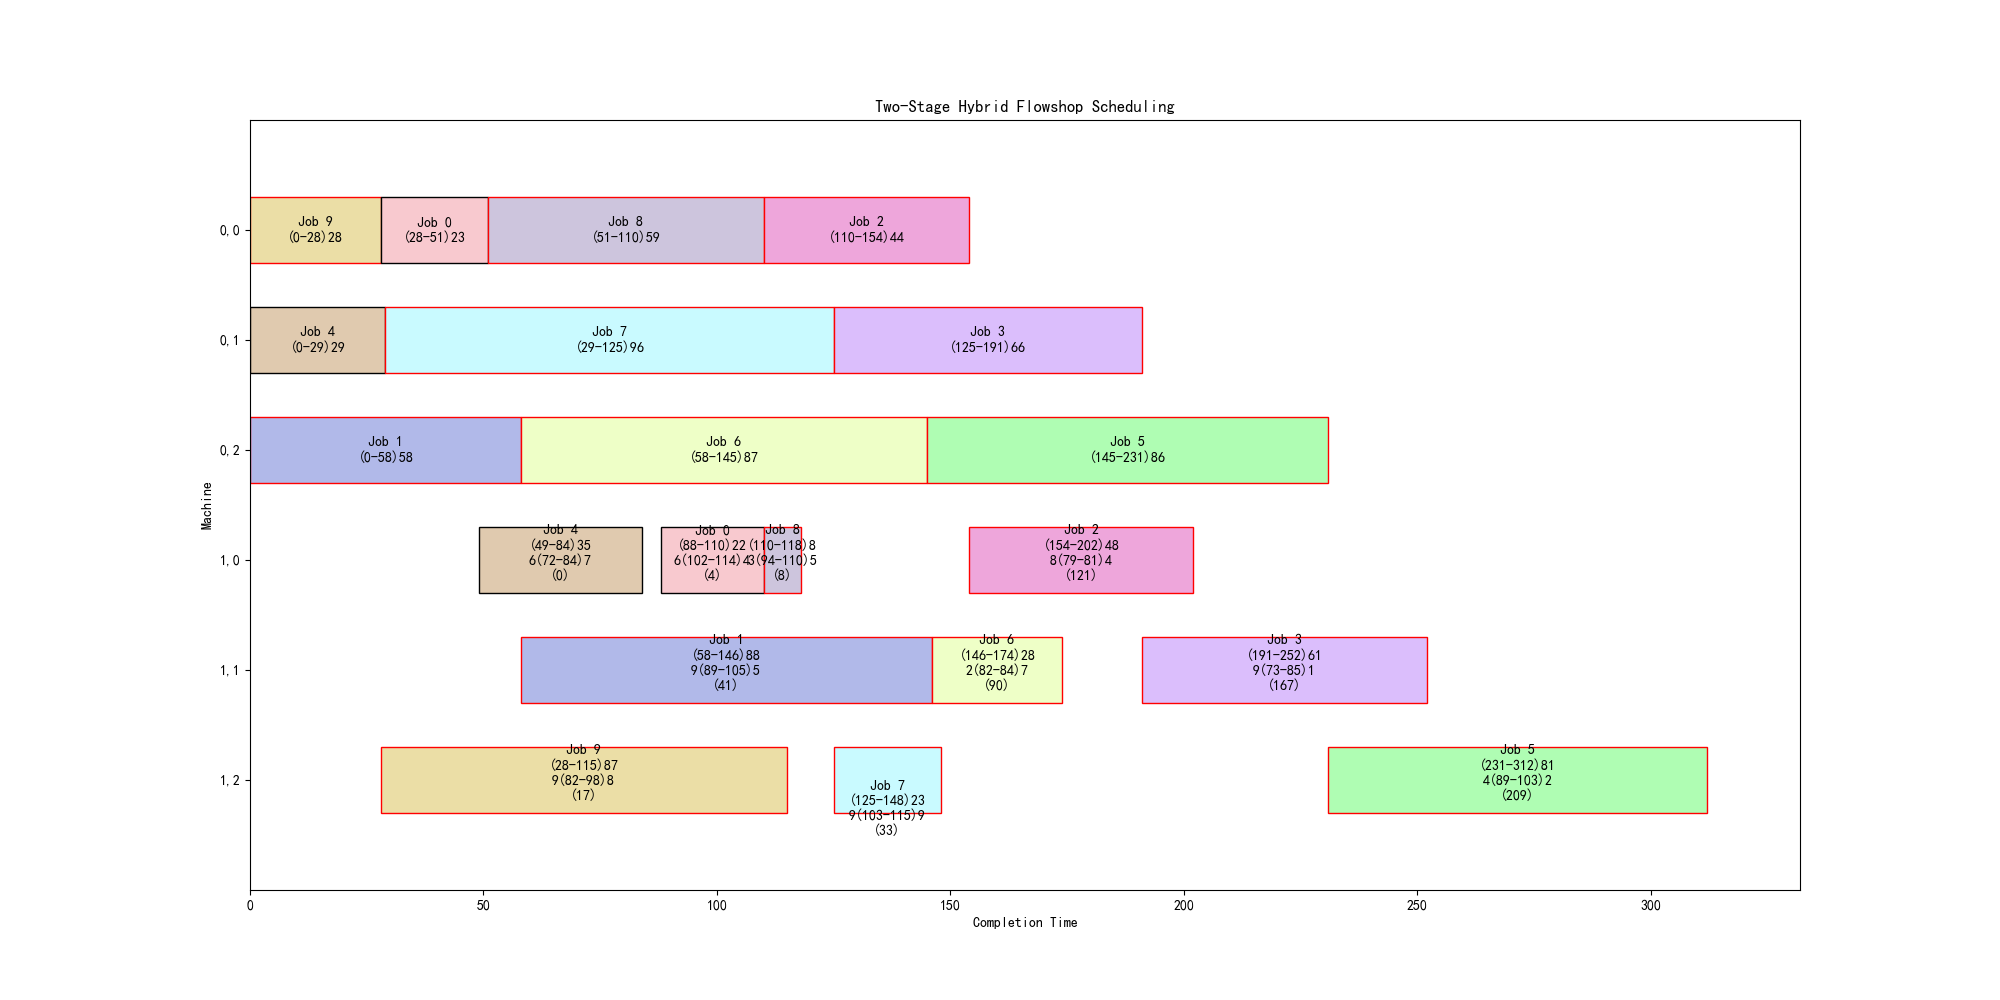 Two-Stage Hybrid Flowshop Scheduling
Machine
0,0
Job 9
(0-28)28
Job 0
(28-51)23
Job 8
(51-110)59
Job 2
(110-154)44
0,1
Job 4
(0-29)29
Job 7
(29-125)96
Job 3
(125-191)66
0,2
Job 1
(0-58)58
Job 6
(58-145)87
Job 5
(145-231)86
1,0
Job 4
(49-84)35
6(72-84)7
(0)
Job 0
(88-110)22
6(102-114)4
(4)
Job 8
(110-118)8
3(94-110)5
(8)
Job 2
(154-202)48
8(79-81)4
(121)
1,1
Job 1
(58-146)88
9(89-105)5
(41)
Job 6
(146-174)28
2(82-84)7
(90)
Job 3
(191-252)61
9(73-85)1
(167)
1,2
Job 9
(28-115)87
9(82-98)8
(17)
Job 7
(125-148)23
9(103-115)9
(33)
Job 5
(231-312)81
4(89-103)2
(209)
0 50 100 150 200 250 300
Completion Time